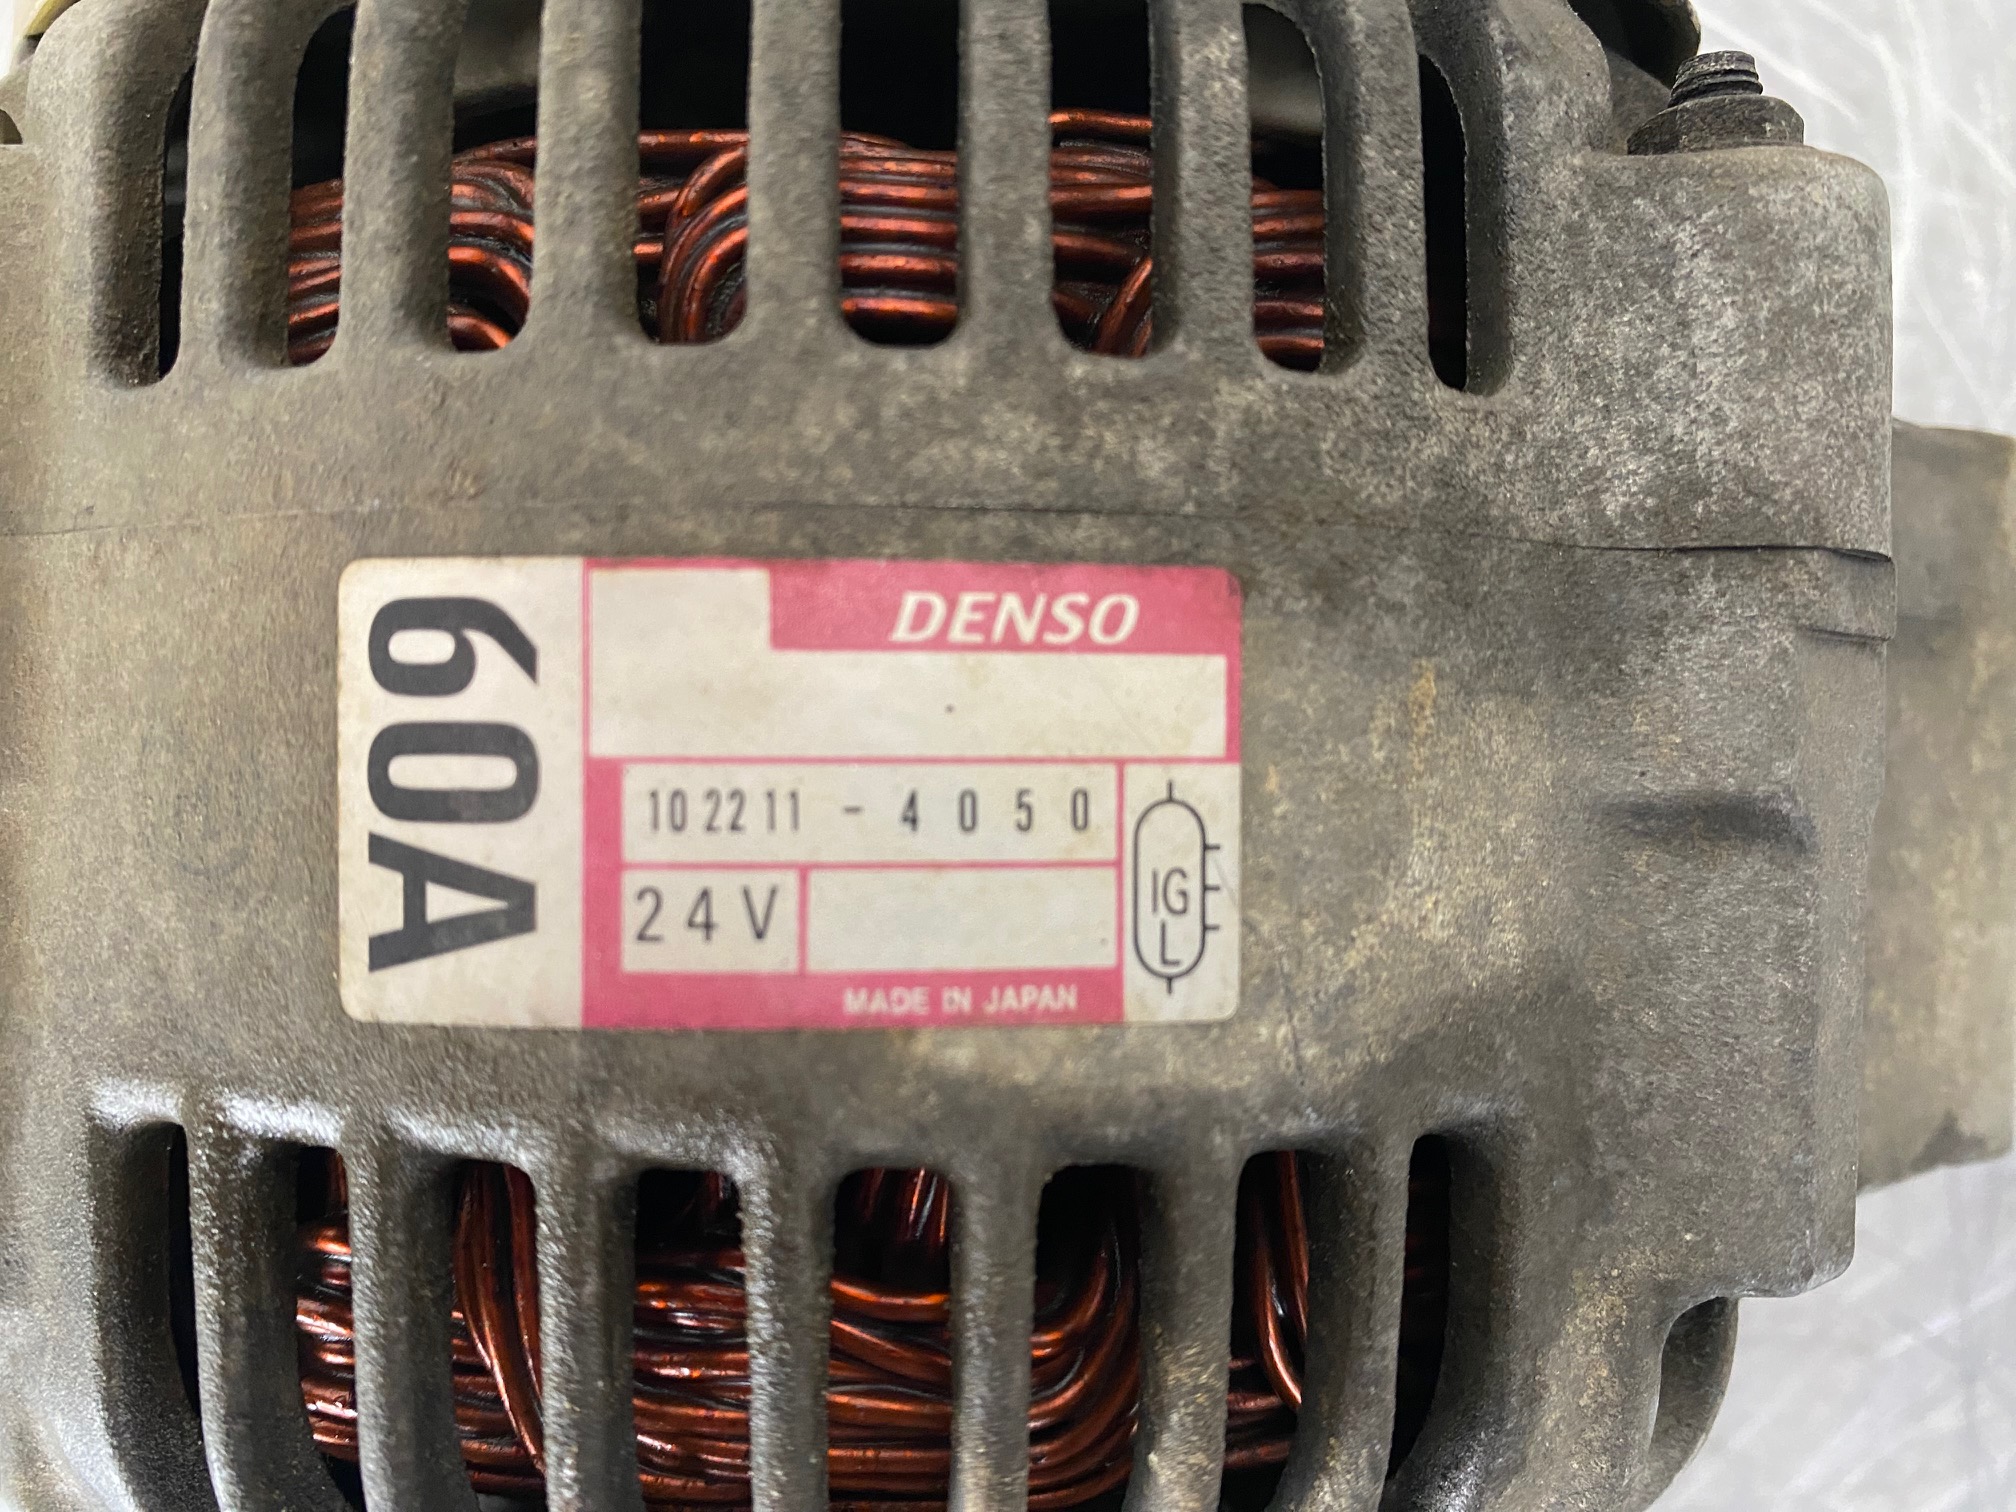 60A
DENSO
102211-4050
24V
IG
L
MADE IN JAPAN